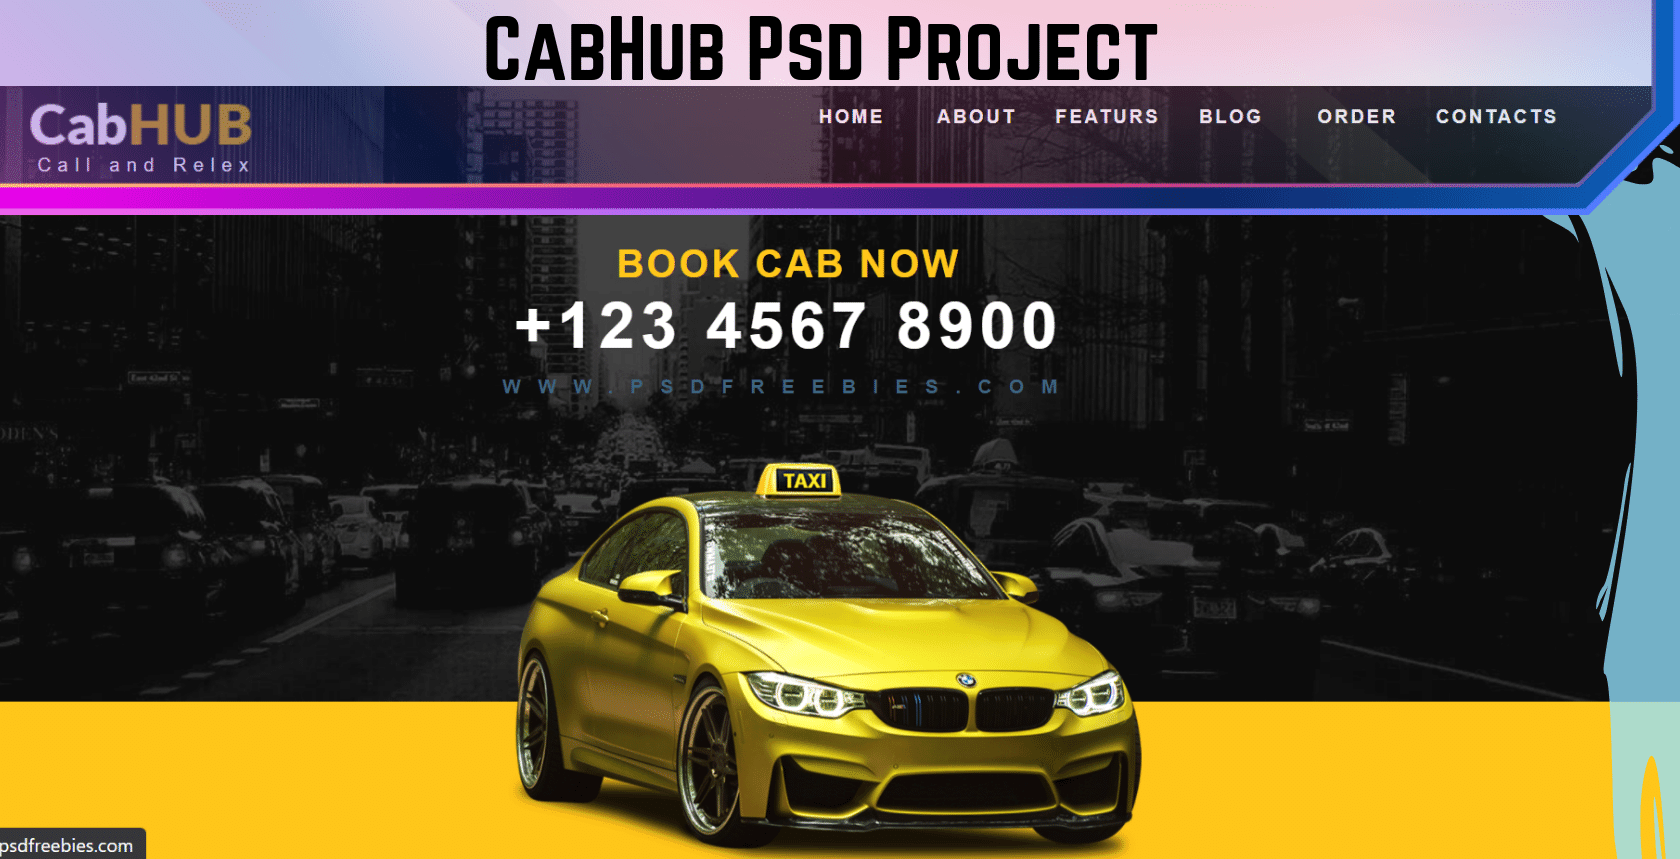 CabHub Psd Project
CabHUB
HOME ABOUT FEATURS BLOG ORDER CONTACTS
Call and Relex
BOOK CAB NOW
+123 4567 8900
WWW.PSDFREEBIES.COM
TAXI
psdfreebies.com